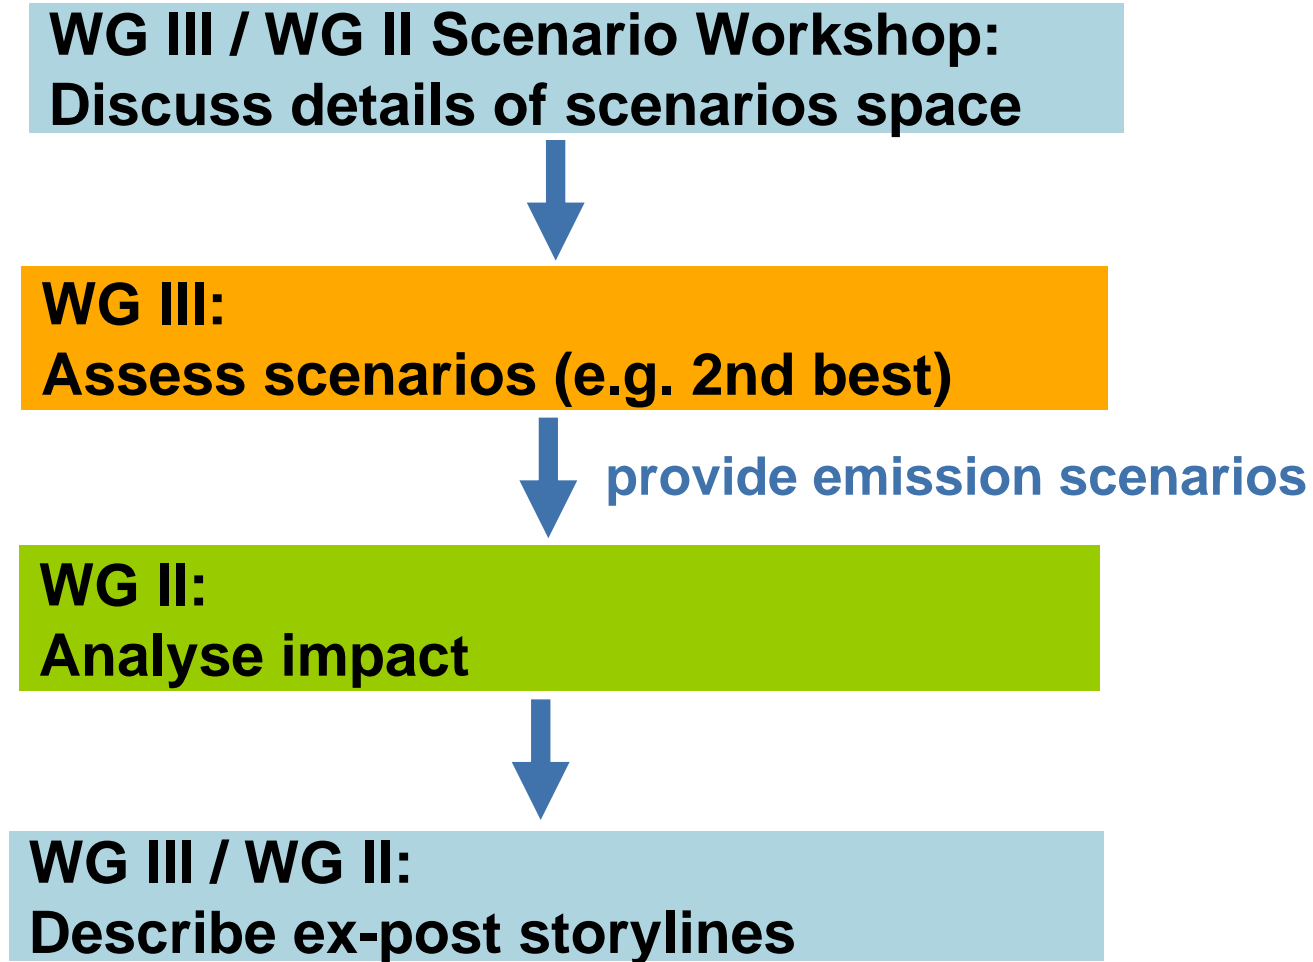 WG III / WG II Scenario Workshop:
Discuss details of scenarios space
WG III:
Assess scenarios (e.g. 2nd best)
provide emission scenarios
WG II:
Analyse impact
WG III / WG II:
Describe ex-post storylines